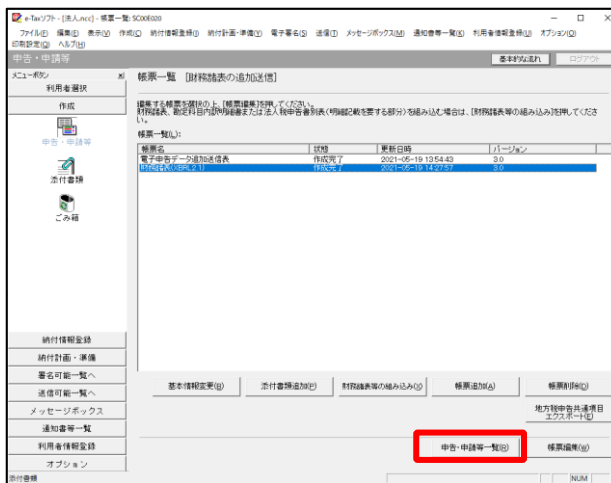 e-Taxソフト - [法人.ncc] - 帳票一覧: SC00E020
ファイル(F) 編集(E) 表示(V) 作成(C) 納付情報登録(I) 納付計画・準備(Y) 電子署名(S) 送信(T) メッセージボックス(M) 通知書等一覧(K) 利用者情報登録(U) オプション(O)
印刷設定(Q) ヘルプ(H)
申告・申請等 基本的な流れ ログアウト
メニューボタン
利用者選択
作成
申告・申請等
添付書類
ごみ箱
納付情報登録
納付計画・準備
署名可能一覧へ
送信可能一覧へ
メッセージボックス
通知書等一覧
利用者情報登録
オプション
帳票一覧 [財務諸表の追加送信]
編集する帳票を選択の上、[帳票編集]を押してください。
財務諸表、勘定科目内訳明細書または法人税申告書別表(明細記載を要する部分)を組み込む場合は、[財務諸表等の組み込み]を押してくださ
い。
帳票一覧(L):
帳票名 状態 更新日時 バージョン
電子申告データ追加送信表 作成完了 2021-05-19 13:54:43 3.0
財務諸表(XBRL2.1) 作成完了 2021-05-19 14:27:57 3.0
基本情報変更(B) 添付書類追加(P) 財務諸表等の組み込み(X) 帳票追加(A) 帳票削除(D)
地方税申告共通項目
エクスポート(E)
申告・申請等一覧(R) 帳票編集(W)
添付書類 NUM